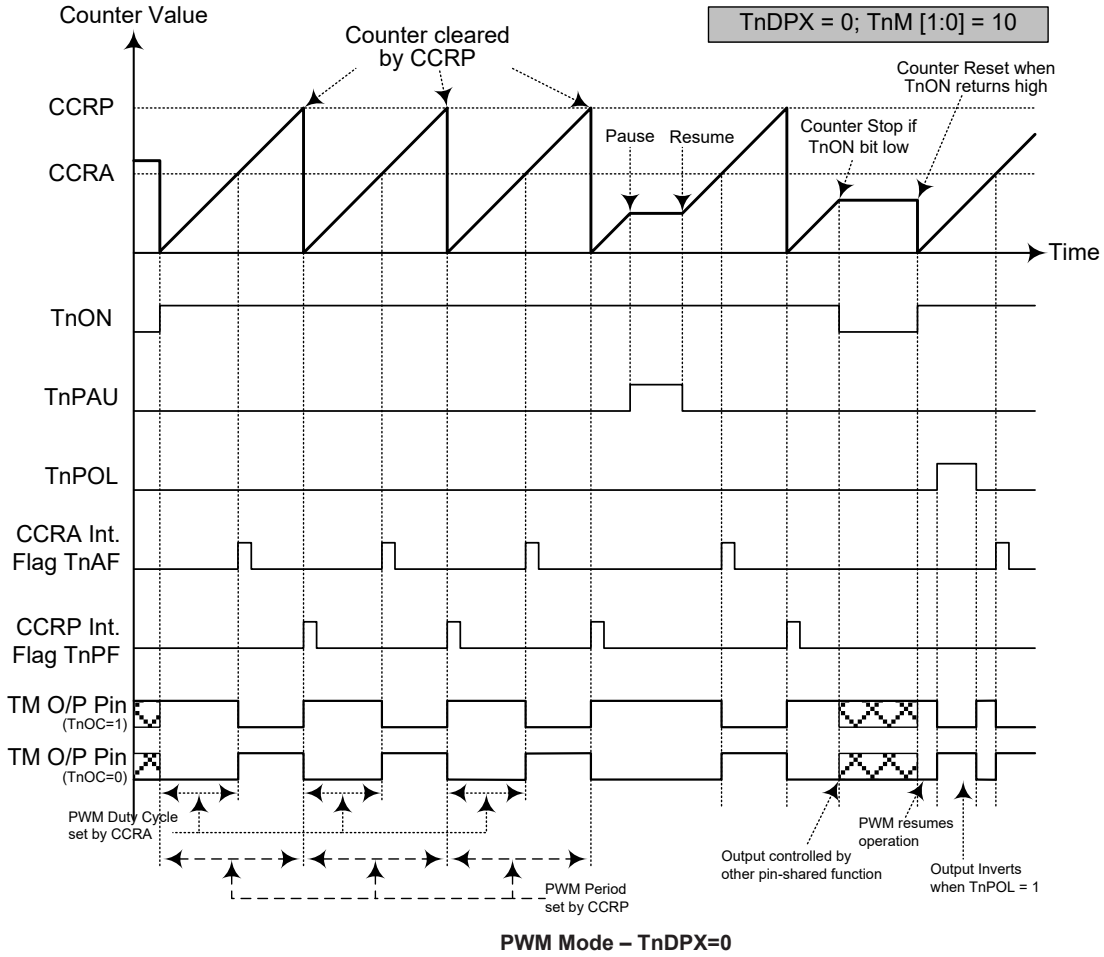 Counter Value
TnDPX = 0; TnM [1:0] = 10
Counter cleared
by CCRP
Counter Reset when
TnON returns high
CCRP
Pause
Resume
Counter Stop if
TnON bit low
CCRA
Time
TnON
TnPAU
TnPOL
CCRA Int.
Flag TnAF
CCRP Int.
Flag TnPF
TM O/P Pin
(TnOC=1)
TM O/P Pin
(TnOC=0)
PWM Duty Cycle
set by CCRA
PWM resumes
operation
Output controlled by
other pin-shared function
Output Inverts
when TnPOL = 1
PWM Period
set by CCRP
PWM Mode – TnDPX=0